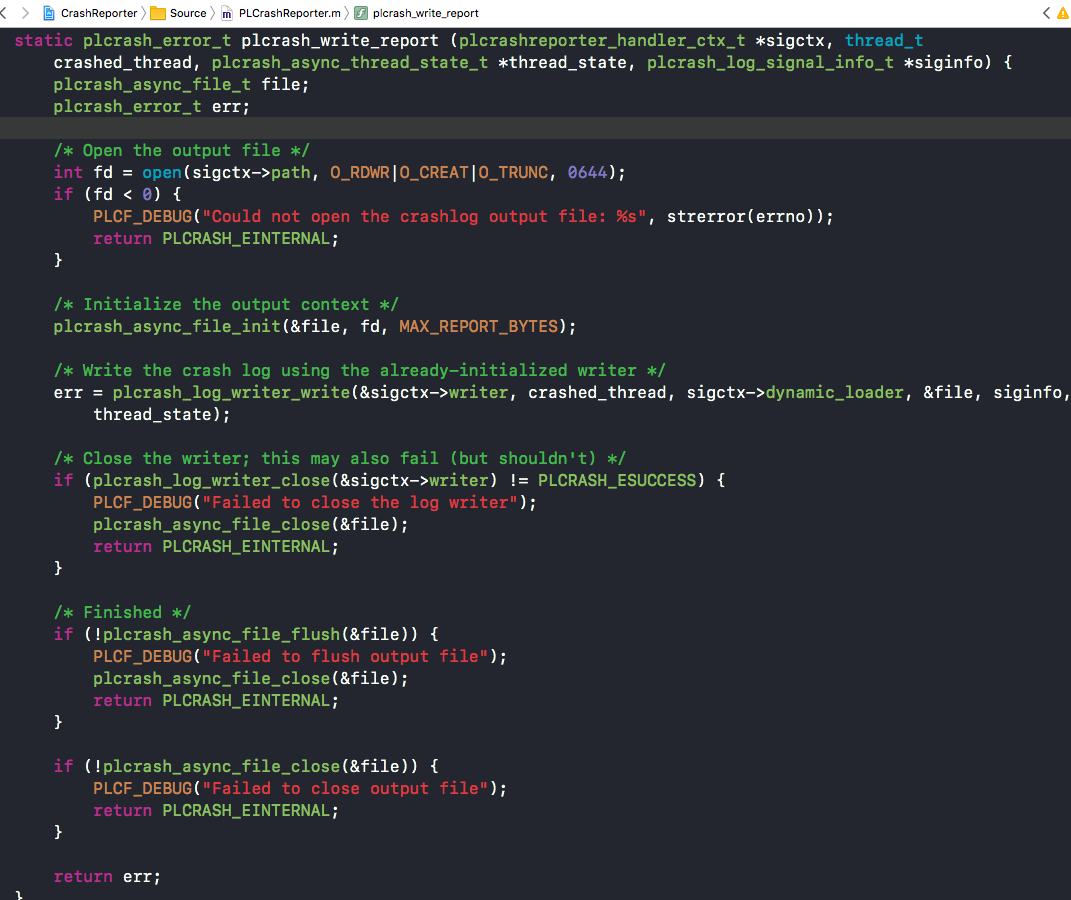 CrashReporter Source PLCrashReporter.m plcrash_write_report
static plcrash_error_t plcrash_write_report (plcrashreporter_handler_ctx_t *sigctx, thread_t
    crashed_thread, plcrash_async_thread_state_t *thread_state, plcrash_log_signal_info_t *siginfo) {
    plcrash_async_file_t file;
    plcrash_error_t err;

    /* Open the output file */
    int fd = open(sigctx->path, O_RDWR|O_CREAT|O_TRUNC, 0644);
    if (fd < 0) {
        PLCF_DEBUG("Could not open the crashlog output file: %s", strerror(errno));
        return PLCRASH_EINTERNAL;
    }

    /* Initialize the output context */
    plcrash_async_file_init(&file, fd, MAX_REPORT_BYTES);

    /* Write the crash log using the already-initialized writer */
    err = plcrash_log_writer_write(&sigctx->writer, crashed_thread, sigctx->dynamic_loader, &file, siginfo,
        thread_state);

    /* Close the writer; this may also fail (but shouldn't) */
    if (plcrash_log_writer_close(&sigctx->writer) != PLCRASH_ESUCCESS) {
        PLCF_DEBUG("Failed to close the log writer");
        plcrash_async_file_close(&file);
        return PLCRASH_EINTERNAL;
    }

    /* Finished */
    if (!plcrash_async_file_flush(&file)) {
        PLCF_DEBUG("Failed to flush output file");
        plcrash_async_file_close(&file);
        return PLCRASH_EINTERNAL;
    }

    if (!plcrash_async_file_close(&file)) {
        PLCF_DEBUG("Failed to close output file");
        return PLCRASH_EINTERNAL;
    }

    return err;
}